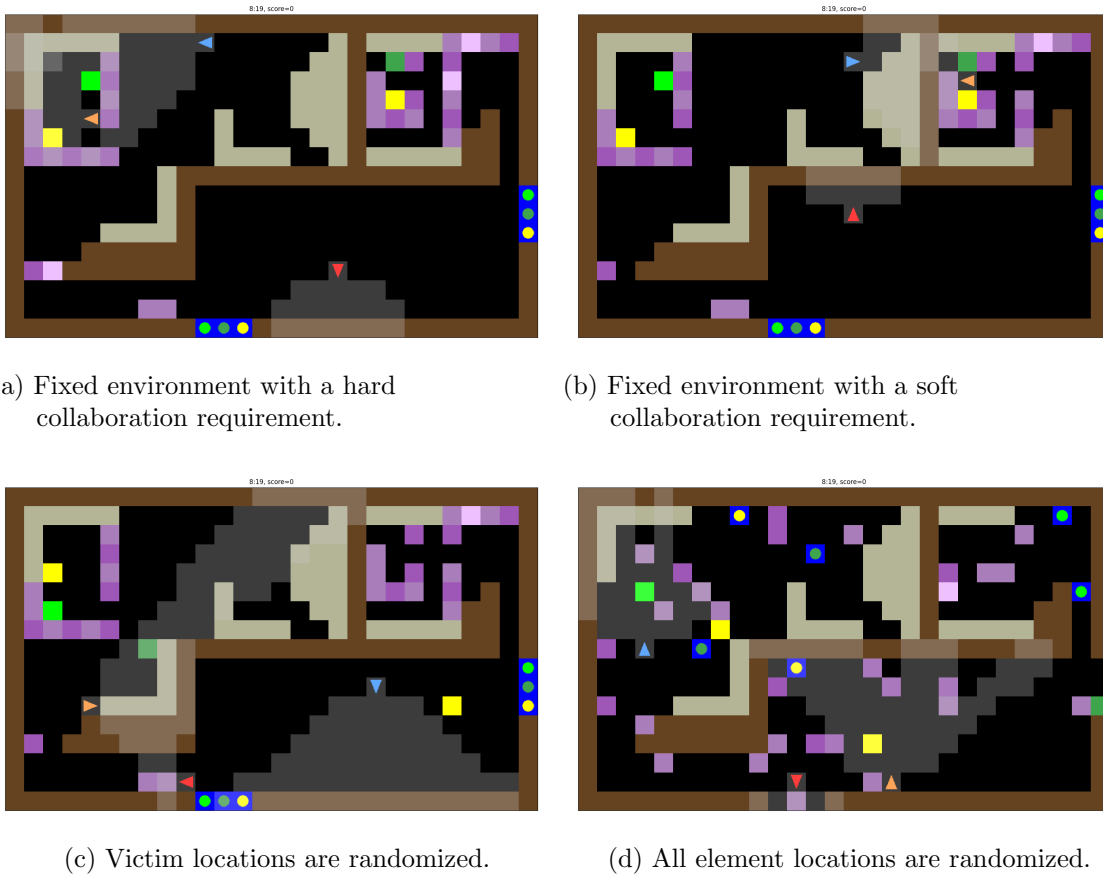 8:19, score=0
8:19, score=0
a) Fixed environment with a hard
collaboration requirement.
(b) Fixed environment with a soft
collaboration requirement.
8:19, score=0
8:19, score=0
(c) Victim locations are randomized.
(d) All element locations are randomized.